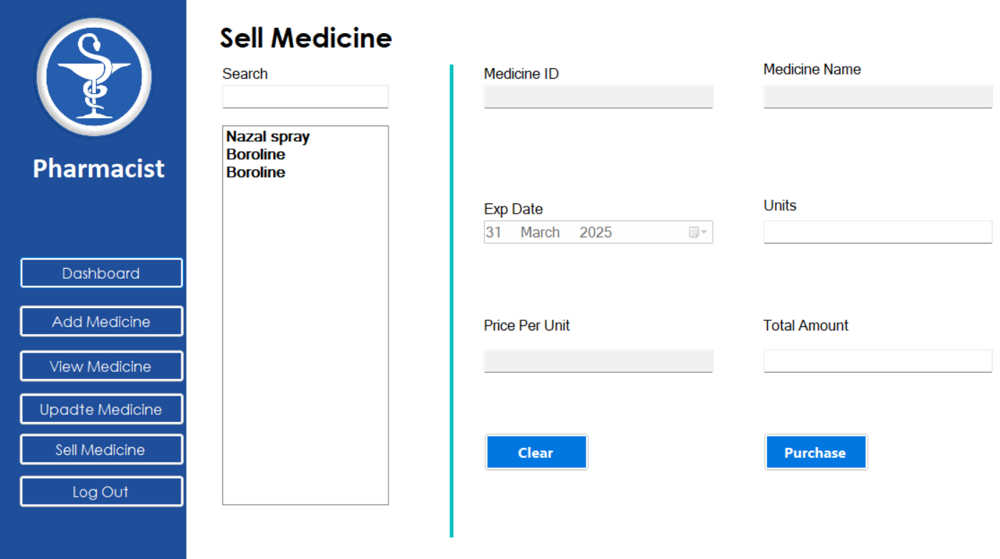 Pharmacist
Dashboard
Add Medicine
View Medicine
Upadte Medicine
Sell Medicine
Log Out
Sell Medicine
Search
Nazal spray
Boroline
Boroline
Medicine ID
Medicine Name
Exp Date
31 March 2025
Units
Price Per Unit
Total Amount
Clear
Purchase